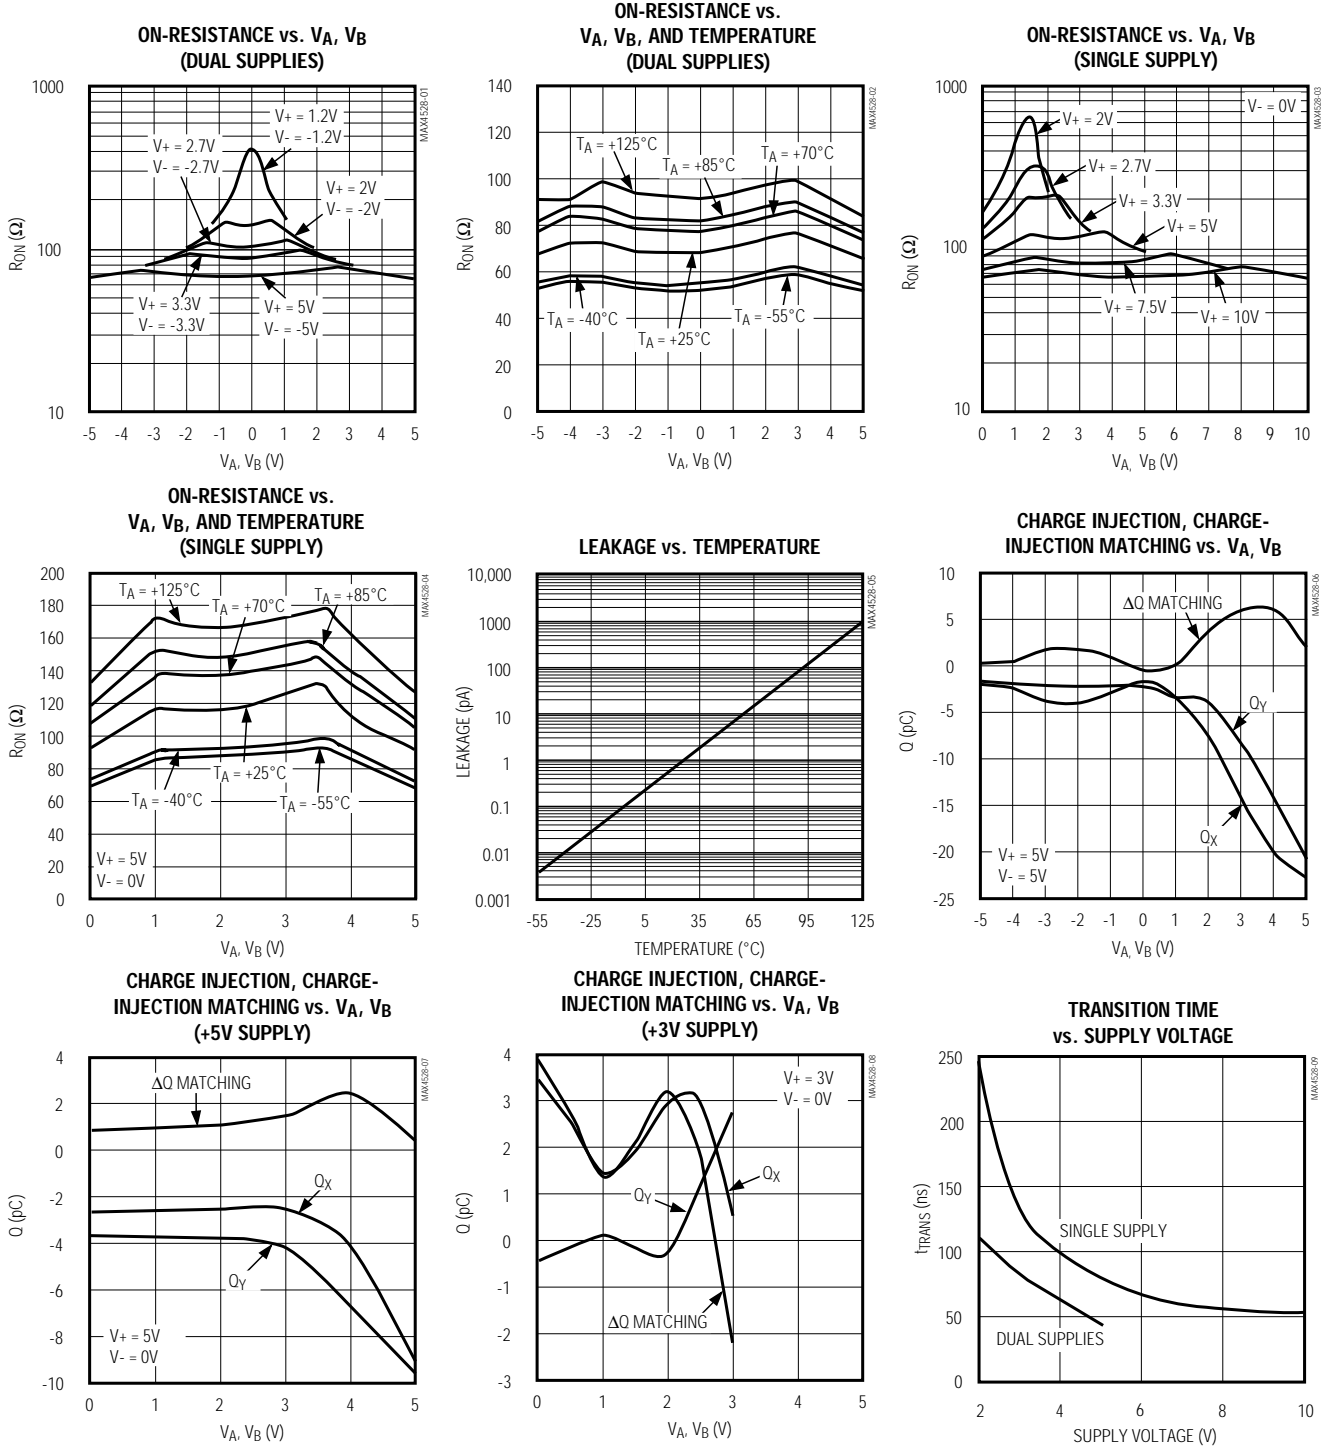 ON-RESISTANCE vs. VA, VB
(DUAL SUPPLIES)
MAX4528-01
1000
100
10
RON (Ω)
V+ = 1.2V
V- = -1.2V
V+ = 2.7V
V- = -2.7V
V+ = 2V
V- = -2V
V+ = 3.3V
V- = -3.3V
V+ = 5V
V- = -5V
-5 -4 -3 -2 -1 0 1 2 3 4 5
VA, VB (V)
ON-RESISTANCE vs.
VA, VB, AND TEMPERATURE
(DUAL SUPPLIES)
MAX4528-02
140
120
100
80
60
40
20
0
RON (Ω)
TA = +125°C
TA = +85°C
TA = +70°C
TA = -40°C
TA = +25°C
TA = -55°C
-5 -4 -3 -2 -1 0 1 2 3 4 5
VA, VB (V)
ON-RESISTANCE vs. VA, VB
(SINGLE SUPPLY)
MAX4528-03
1000
100
10
RON (Ω)
V- = 0V
V+ = 2V
V+ = 2.7V
V+ = 3.3V
V+ = 5V
V+ = 7.5V
V+ = 10V
0 1 2 3 4 5 6 7 8 9 10
VA, VB (V)
ON-RESISTANCE vs.
VA, VB, AND TEMPERATURE
(SINGLE SUPPLY)
MAX4528-04
200
180
160
140
120
100
80
60
40
20
0
RON (Ω)
TA = +125°C
TA = +70°C
TA = +85°C
TA = +25°C
TA = -40°C
TA = -55°C
V+ = 5V
V- = 0V
0 1 2 3 4 5
VA, VB (V)
LEAKAGE vs. TEMPERATURE
MAX4528-05
10,000
1000
100
10
1
0.1
0.01
0.001
LEAKAGE (pA)
-55 -25 5 35 65 95 125
TEMPERATURE (°C)
CHARGE INJECTION, CHARGE-
INJECTION MATCHING vs. VA, VB
MAX4528-06
10
5
0
-5
-10
-15
-20
-25
Q (pC)
ΔQ MATCHING
QY
QX
V+ = 5V
V- = 5V
-5 -4 -3 -2 -1 0 1 2 3 4 5
VA, VB (V)
CHARGE INJECTION, CHARGE-
INJECTION MATCHING vs. VA, VB
(+5V SUPPLY)
MAX4528-07
4
2
0
-2
-4
-6
-8
-10
Q (pC)
ΔQ MATCHING
QX
QY
V+ = 5V
V- = 0V
0 1 2 3 4 5
VA, VB (V)
CHARGE INJECTION, CHARGE-
INJECTION MATCHING vs. VA, VB
(+3V SUPPLY)
MAX4528-08
4
3
2
1
0
-1
-2
-3
Q (pC)
V+ = 3V
V- = 0V
QX
QY
ΔQ MATCHING
0 1 2 3 4 5
VA, VB (V)
TRANSITION TIME
vs. SUPPLY VOLTAGE
MAX4528-09
250
200
150
100
50
0
tTRANS (ns)
SINGLE SUPPLY
DUAL SUPPLIES
2 4 6 8 10
SUPPLY VOLTAGE (V)